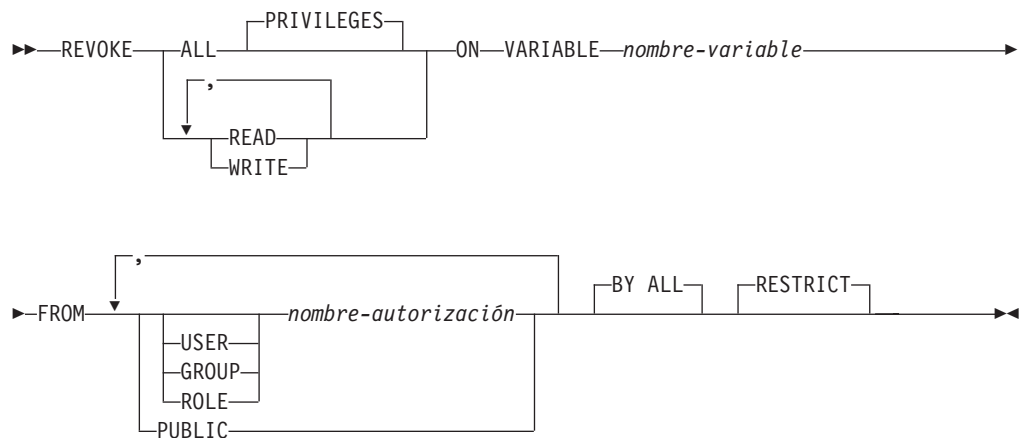 PRIVILEGES
REVOKE ALL ON VARIABLE nombre-variable
,
READ
WRITE
,
BY ALL RESTRICT
FROM nombre-autorización
USER
GROUP
ROLE
PUBLIC